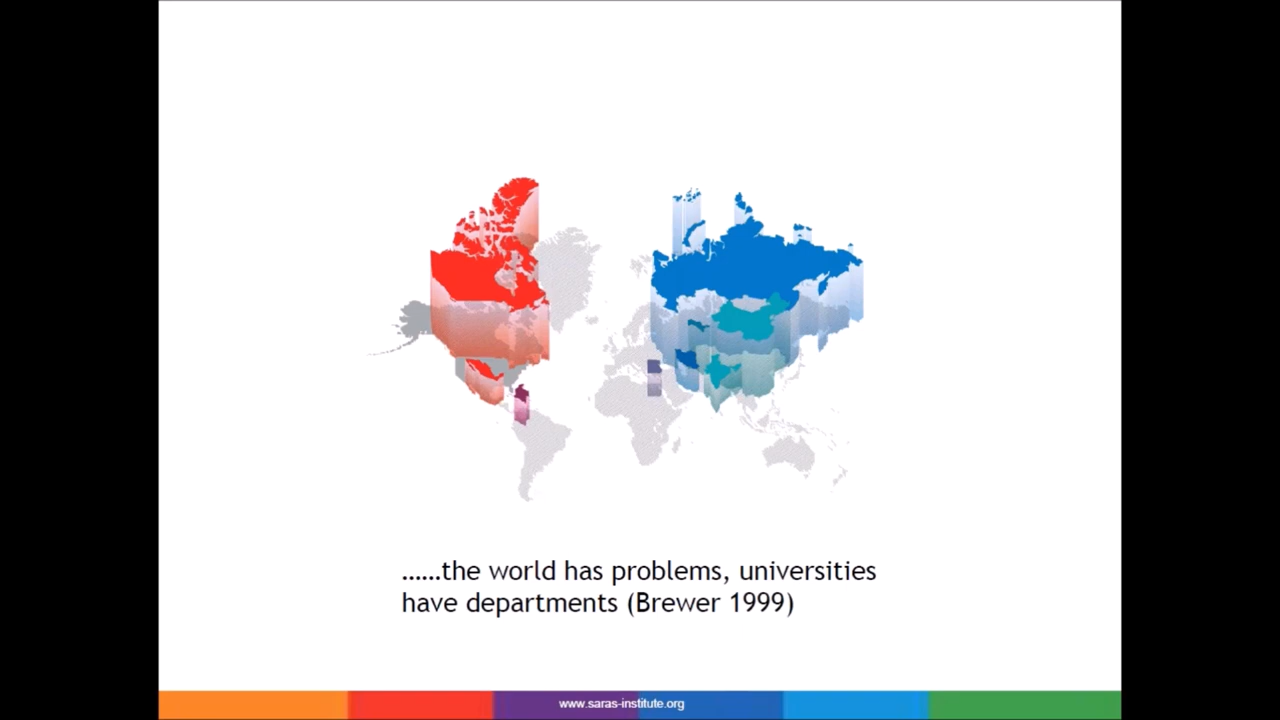 ......the world has problems, universities
have departments (Brewer 1999)
www.saras-institute.org